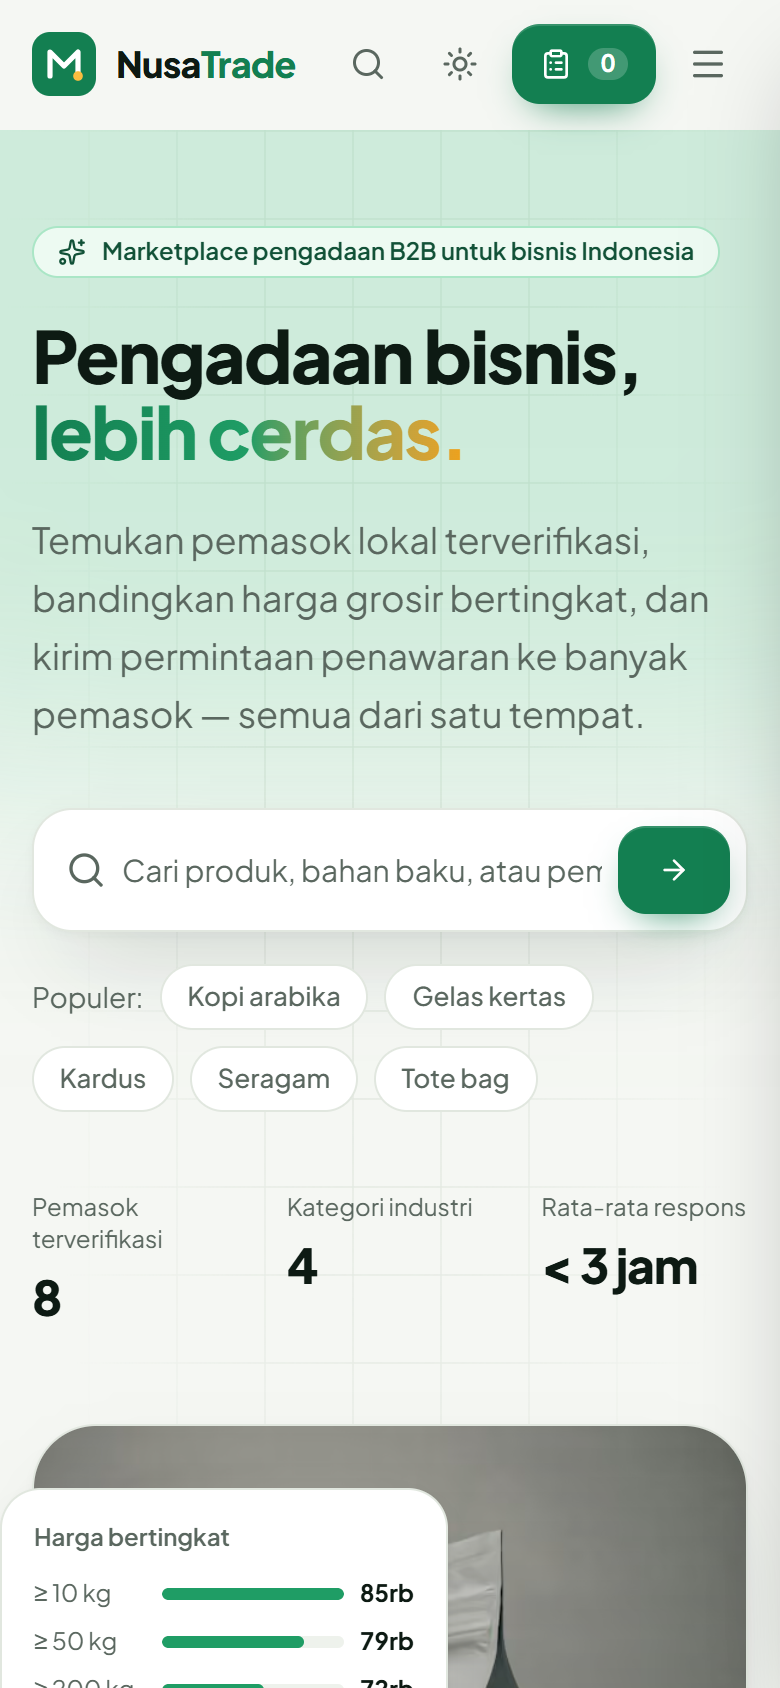 NusaTrade
0
Marketplace pengadaan B2B untuk bisnis Indonesia
Pengadaan bisnis,
lebih cerdas.
Temukan pemasok lokal terverifikasi,
bandingkan harga grosir bertingkat, dan
kirim permintaan penawaran ke banyak
pemasok — semua dari satu tempat.
Cari produk, bahan baku, atau pem
Populer:
Kopi arabika
Gelas kertas
Kardus
Seragam
Tote bag
Pemasok
terverifikasi
8
Kategori industri
4
Rata-rata respons
< 3 jam
Harga bertingkat
≥ 10 kg
85rb
≥ 50 kg
79rb
≥ 200 kg
72rb